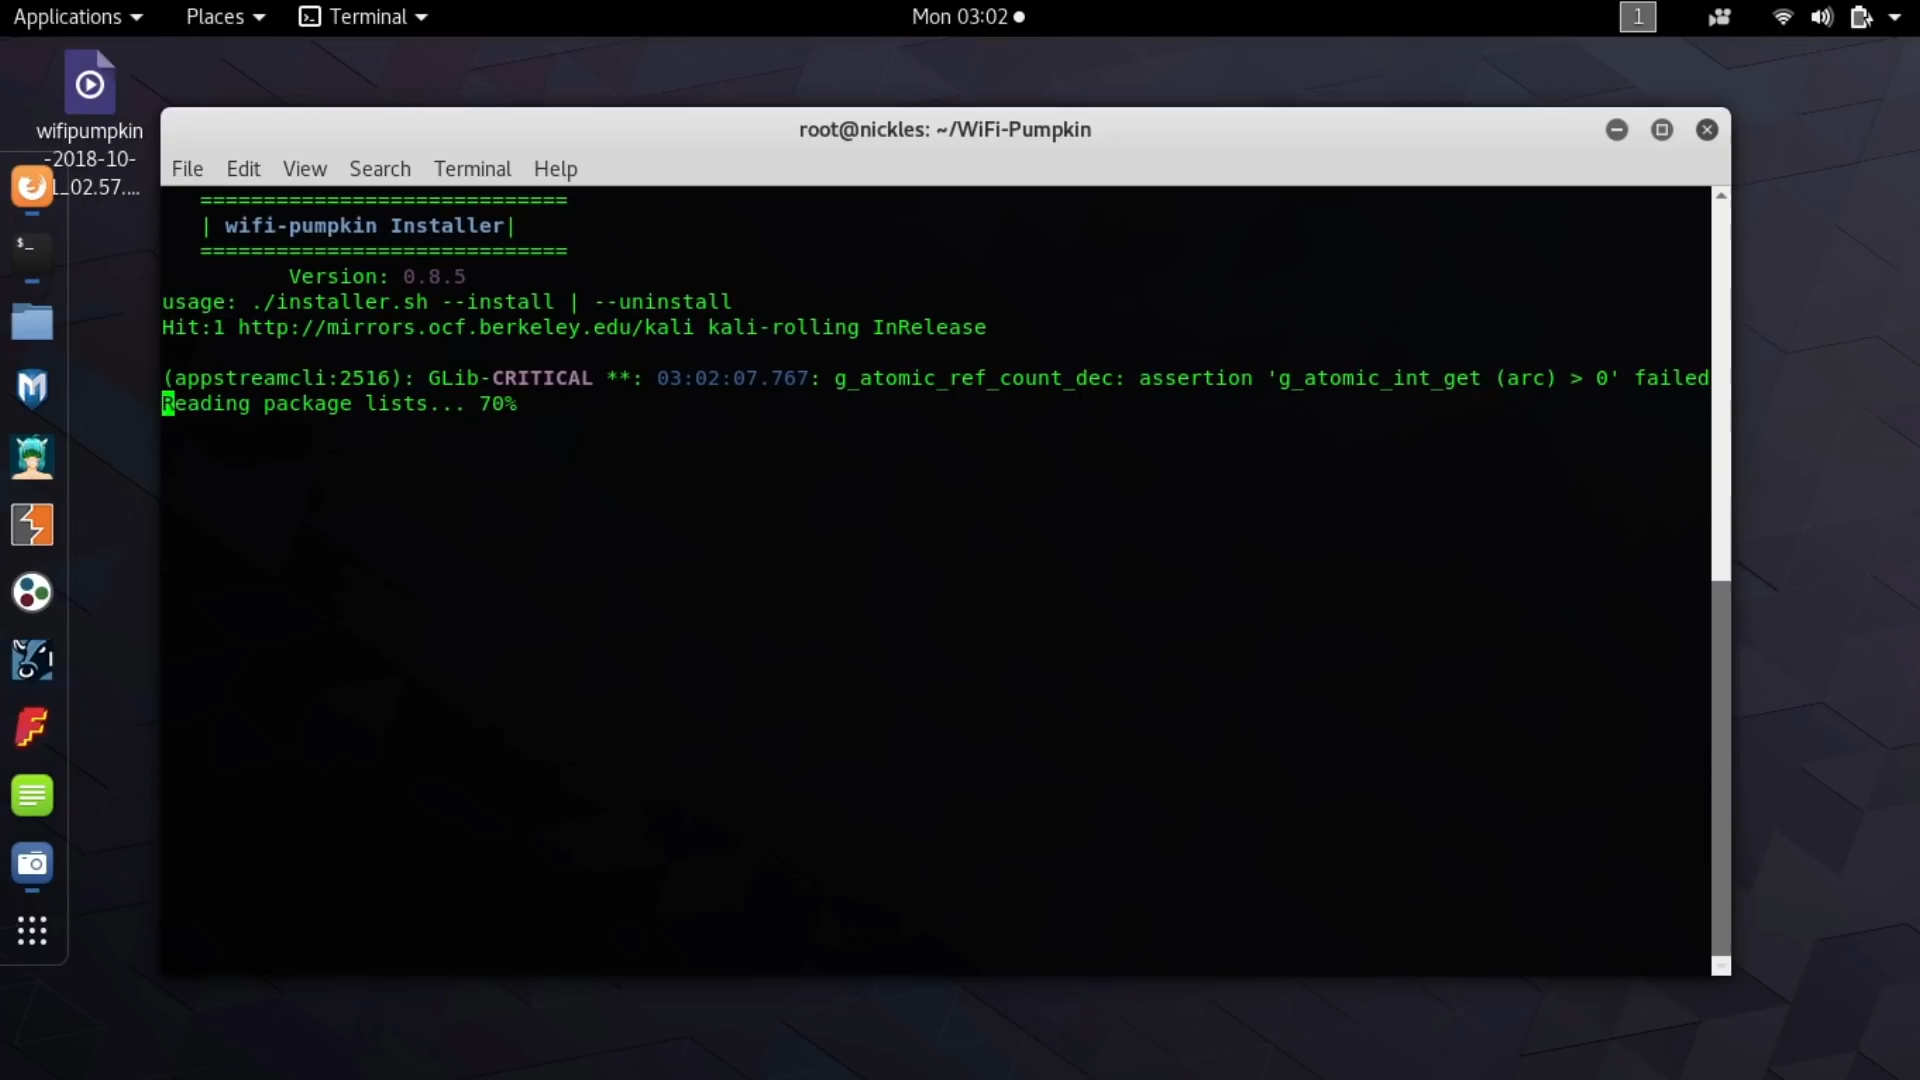 Applications Places Terminal Mon 03:02 1
wifipumpkin
-2018-10-
1_02.57....
root@nickles: ~/WiFi-Pumpkin
File Edit View Search Terminal Help
=============================
| wifi-pumpkin Installer|
=============================
Version: 0.8.5
usage: ./installer.sh --install | --uninstall
Hit:1 http://mirrors.ocf.berkeley.edu/kali kali-rolling InRelease
(appstreamcli:2516): GLib-CRITICAL **: 03:02:07.767: g_atomic_ref_count_dec: assertion 'g_atomic_int_get (arc) > 0' failed
Reading package lists... 70%
$_